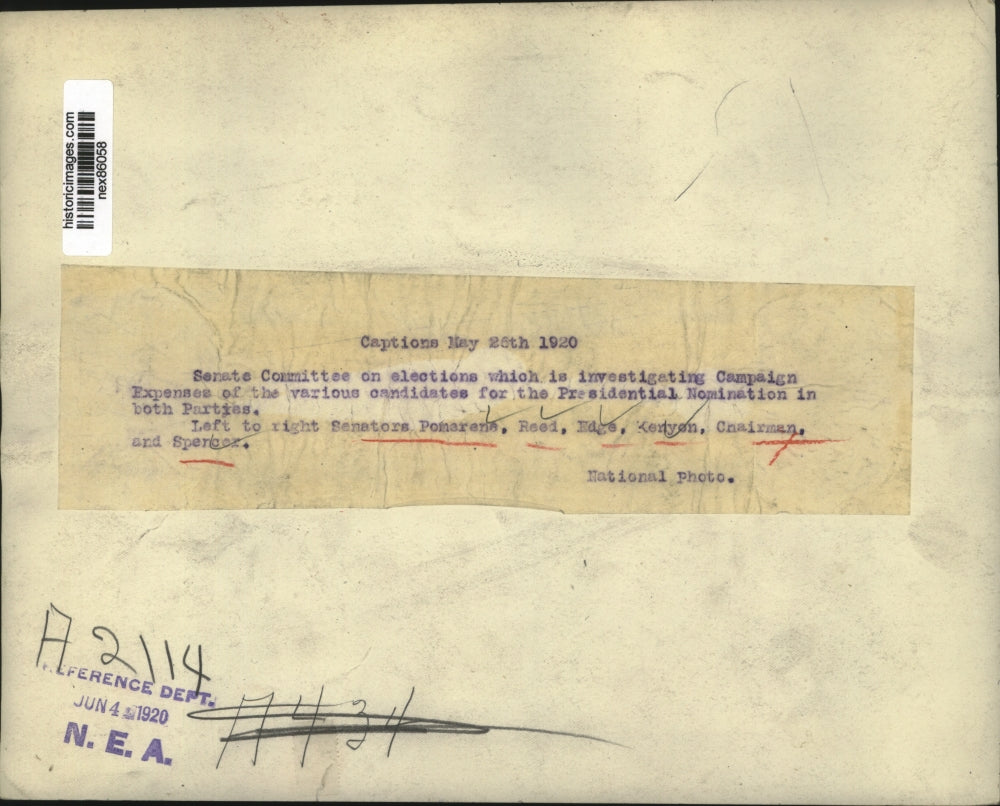 historicimages.com
nex86058
Captions May 26th 1920
Senate Committee on elections which is investigating Campaign
Expenses of the various candidates for the Presidential Nomination in
both Parties.
Left to right Senators Pomerene, Reed, Edge, Kenyon, Chairman,
and Spencer.
National Photo.
A 2114
REFERENCE DEPT.
JUN 4 1920
N. E. A.
A 431